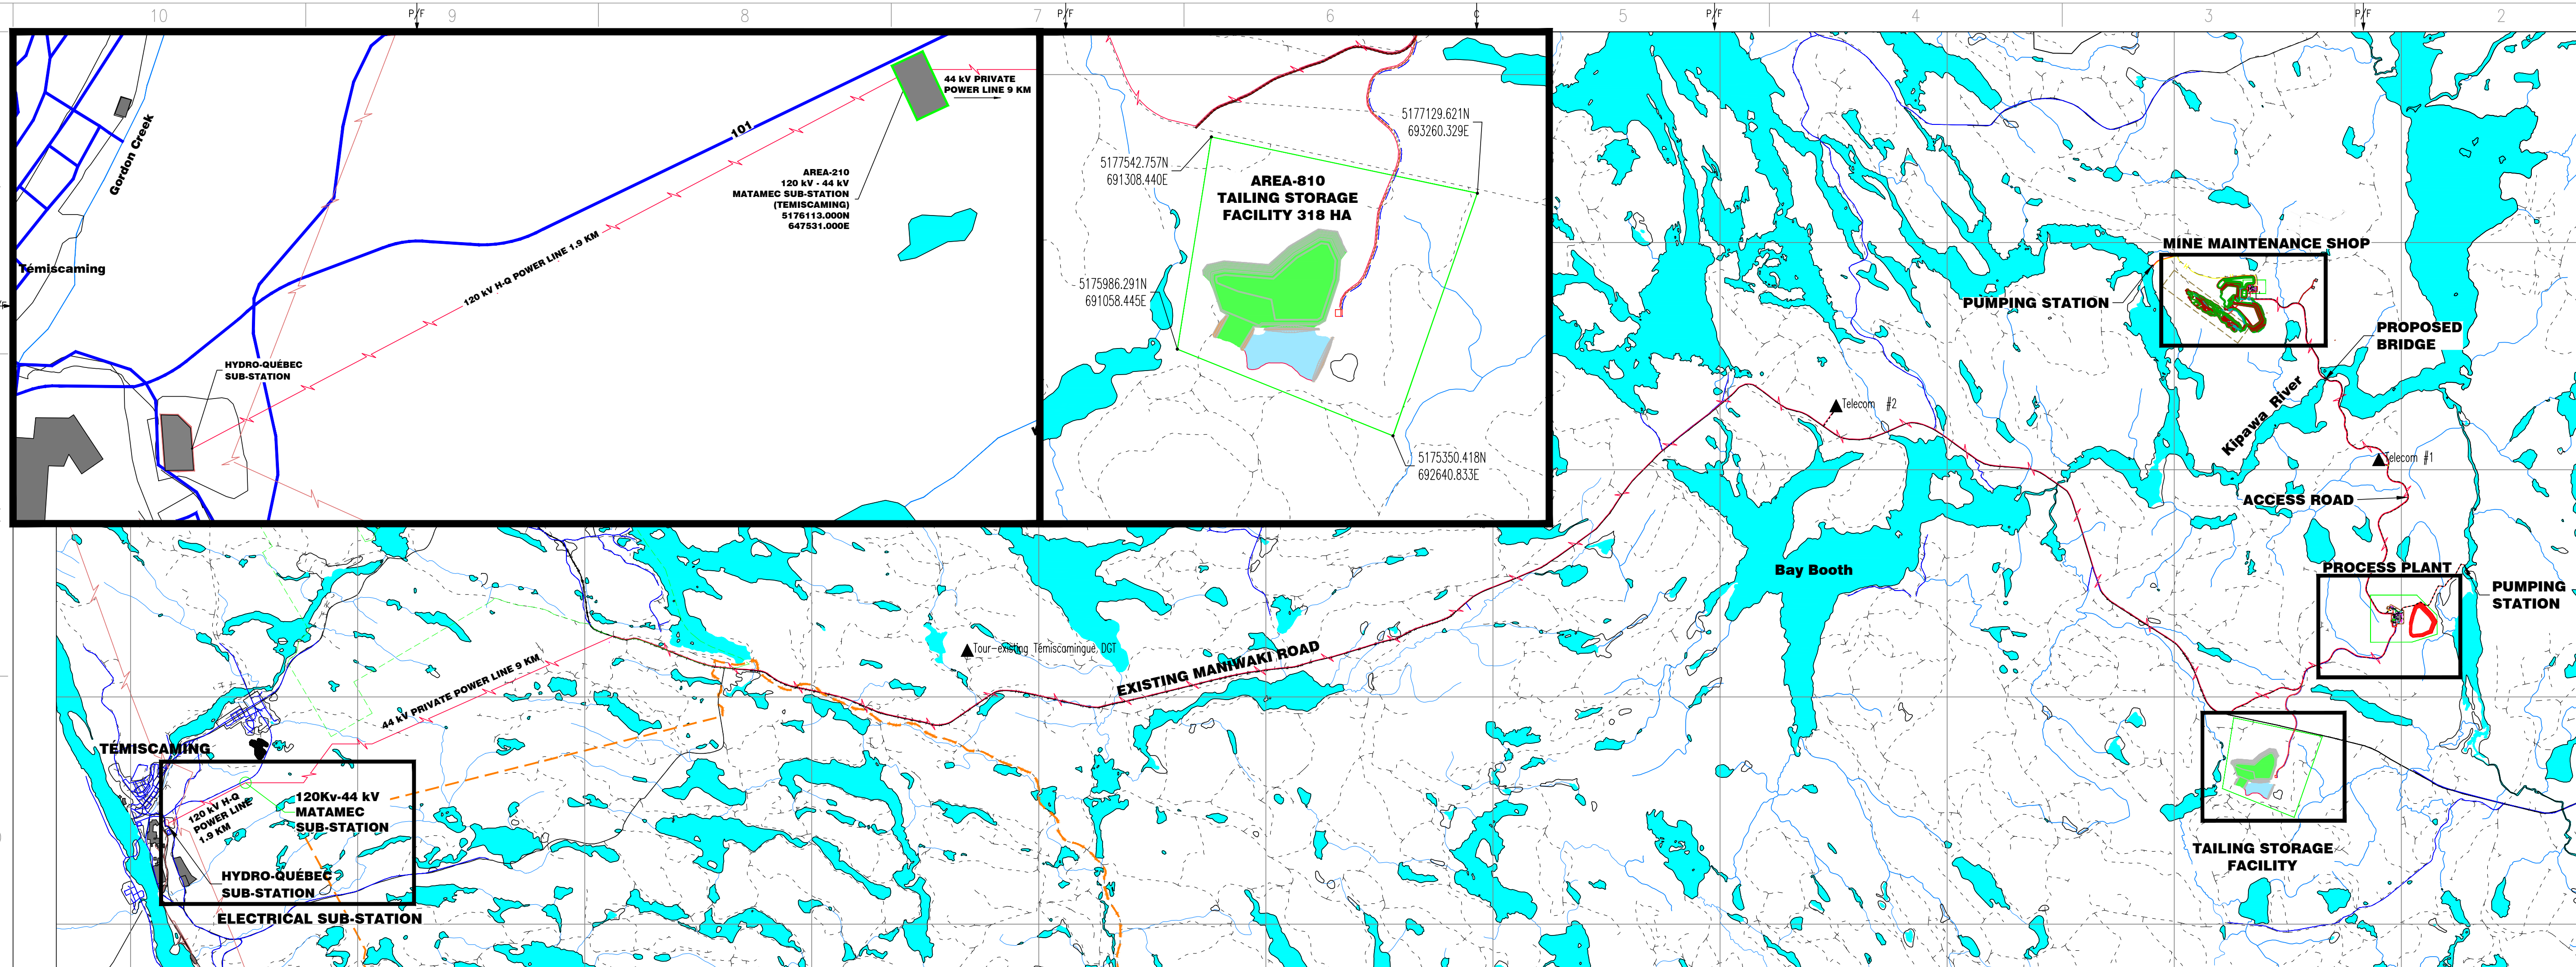 10
P/F
9
8
7
P/F
6
C
5
P/F
4
3
P/F
2
Gordon Creek
Témiscaming
101
44 kV PRIVATE
POWER LINE 9 KM
AREA-210
120 kV - 44 kV
MATAMEC SUB-STATION
(TEMISCAMING)
5176113.000N
647531.000E
120 kV H-Q POWER LINE 1.9 KM
HYDRO-QUÉBEC
SUB-STATION
5177129.621N
693260.329E
5177542.757N
691308.440E
AREA-810
TAILING STORAGE
FACILITY 318 HA
5175986.291N
691058.445E
5175350.418N
692640.833E
MINE MAINTENANCE SHOP
PUMPING STATION
PROPOSED
BRIDGE
Kipawa River
Telecom #2
Telecom #1
ACCESS ROAD
Bay Booth
PROCESS PLANT
PUMPING
STATION
Tour-existing Témiscamingue, DGT
EXISTING MANIWAKI ROAD
44 kV PRIVATE POWER LINE 9 KM
TÉMISCAMING
120 kV H-Q
POWER LINE
1.9 KM
120Kv-44 kV
MATAMEC
SUB-STATION
HYDRO-QUÉBEC
SUB-STATION
ELECTRICAL SUB-STATION
TAILING STORAGE
FACILITY